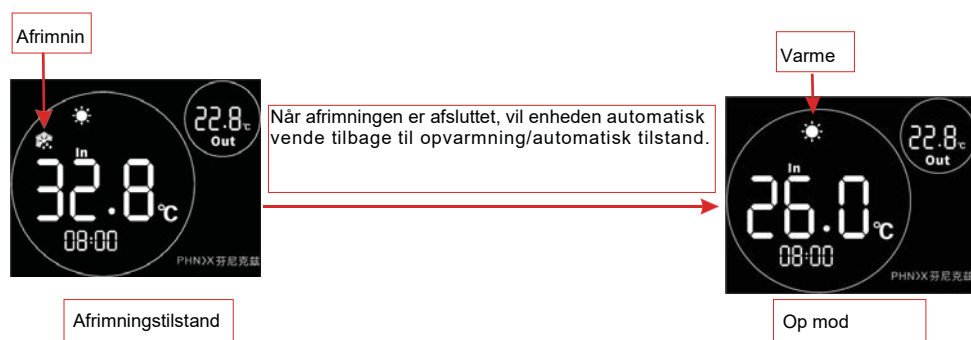 Afrimnin
Varme
22.8 °C
Out
In
32.8 °C
08:00
PHNIX芬尼克兹
Når afrimningen er afsluttet, vil enheden automatisk
vende tilbage til opvarmning/automatisk tilstand.
22.8 °C
Out
In
26.0 °C
08:00
PHNIX芬尼克兹
Afrimningstilstand
Op mod